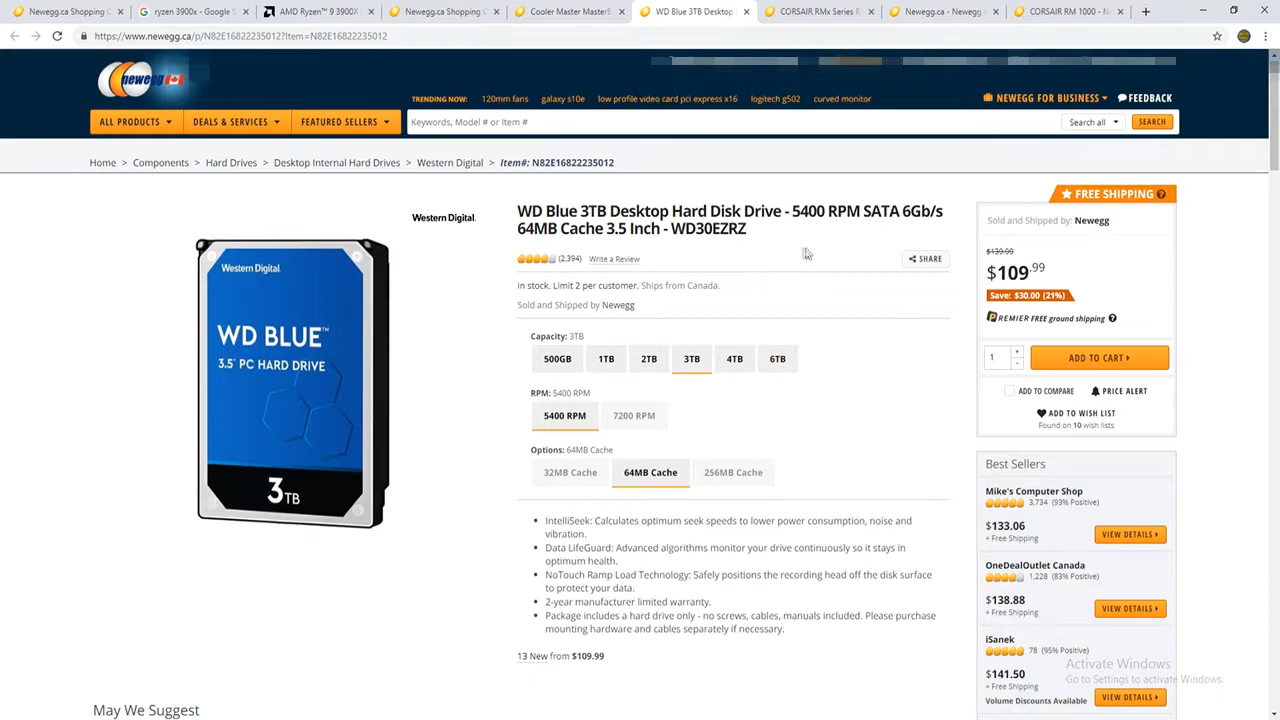 Newegg.ca Shopping C
ryzen 3900x - Google S
AMD Ryzen™ 9 3900X
Newegg.ca Shopping C
Cooler Master MasterB
WD Blue 3TB Desktop
CORSAIR RMx Series R
Newegg.ca - Newegg
CORSAIR RM 1000 - N
https://www.newegg.ca/p/N82E16822235012?Item=N82E16822235012
newegg
TRENDING NOW: 120mm fans galaxy s10e low profile video card pci express x16 logitech g502 curved monitor
NEWEGG FOR BUSINESS
FEEDBACK
ALL PRODUCTS
DEALS & SERVICES
FEATURED SELLERS
Keywords, Model # or Item #
Search all
SEARCH
Home > Components > Hard Drives > Desktop Internal Hard Drives > Western Digital > Item#: N82E16822235012
Western Digital.
WD BLUE™
3.5" PC HARD DRIVE
3TB
Western Digital.
WD Blue 3TB Desktop Hard Disk Drive - 5400 RPM SATA 6Gb/s
64MB Cache 3.5 Inch - WD30EZRZ
(2,394) Write a Review
SHARE
In stock. Limit 2 per customer. Ships from Canada.
Sold and Shipped by Newegg
Capacity: 3TB
500GB 1TB 2TB 3TB 4TB 6TB
RPM: 5400 RPM
5400 RPM 7200 RPM
Options: 64MB Cache
32MB Cache 64MB Cache 256MB Cache
IntelliSeek: Calculates optimum seek speeds to lower power consumption, noise and
vibration.
Data LifeGuard: Advanced algorithms monitor your drive continuously so it stays in
optimum health.
NoTouch Ramp Load Technology: Safely positions the recording head off the disk surface
to protect your data.
2-year manufacturer limited warranty.
Package includes a hard drive only - no screws, cables, manuals included. Please purchase
mounting hardware and cables separately if necessary.
13 New from $109.99
FREE SHIPPING ?
Sold and Shipped by: Newegg
$139.99
$109.99
Save: $30.00 (21%)
PREMIER FREE ground shipping ?
1 + -
ADD TO CART
ADD TO COMPARE
PRICE ALERT
ADD TO WISH LIST
Found on 10 wish lists
Best Sellers
Mike's Computer Shop
3,734 (93% Positive)
$133.06
+ Free Shipping
VIEW DETAILS
OneDealOutlet Canada
1,228 (83% Positive)
$138.88
+ Free Shipping
VIEW DETAILS
iSanek
78 (95% Positive)
$141.50
+ Free Shipping
VIEW DETAILS
Volume Discounts Available
Activate Windows
Go to Settings to activate Windows.
May We Suggest